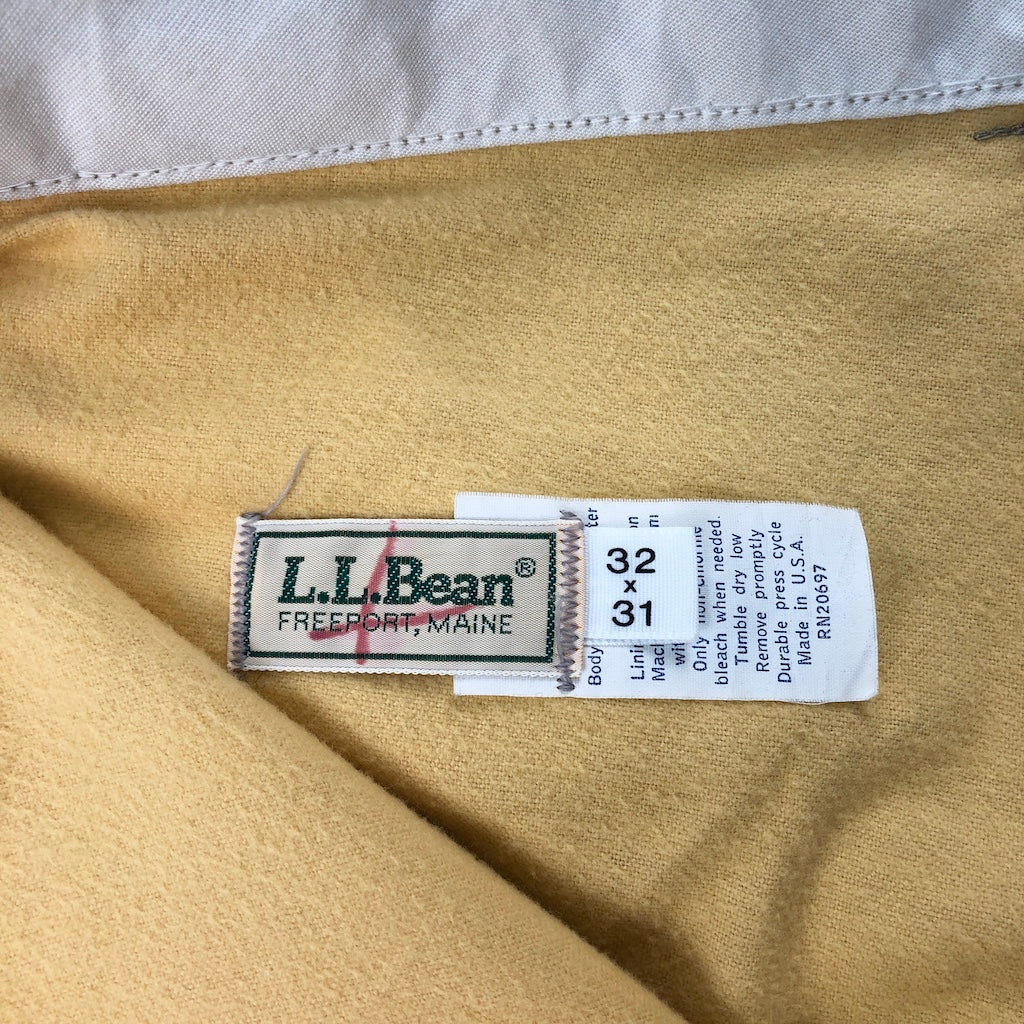 L.L.Bean®
FREEPORT, MAINE
32
x
31
Body
Only non-chlorine
bleach when needed.
Tumble dry low
Remove promptly
Durable press cycle
Made in U.S.A.
RN20697